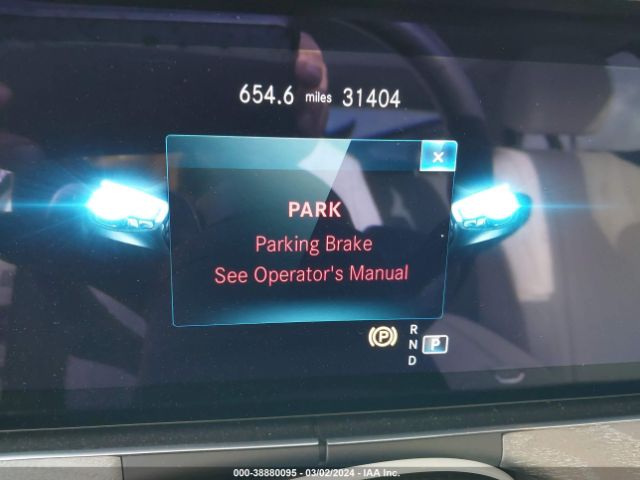 654.6 miles 31404
×
PARK
Parking Brake
See Operator's Manual
P R
N P
D
000-38880095 - 03/02/2024 - IAA Inc.